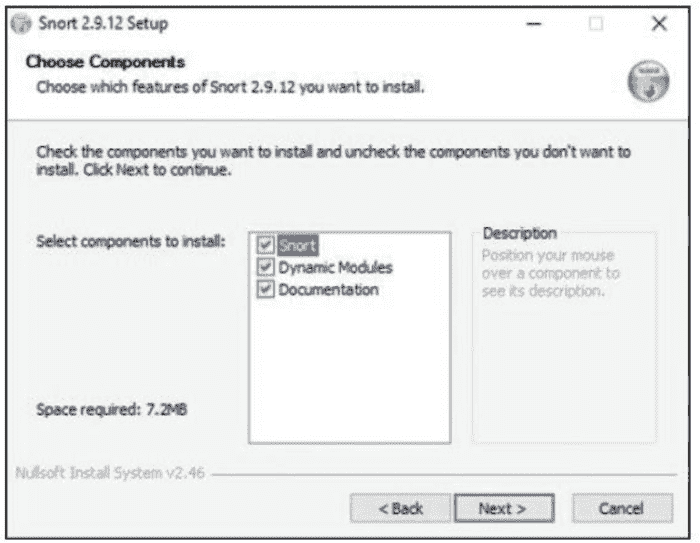 Snort 2.9.12 Setup
Choose Components
Choose which features of Snort 2.9.12 you want to install.
Check the components you want to install and uncheck the components you don't want to
install. Click Next to continue.
Select components to install:
Snort
Dynamic Modules
Documentation
Description
Position your mouse
over a component to
see its description.
Space required: 7.2MB
Nullsoft Install System v2.46
< Back
Next >
Cancel